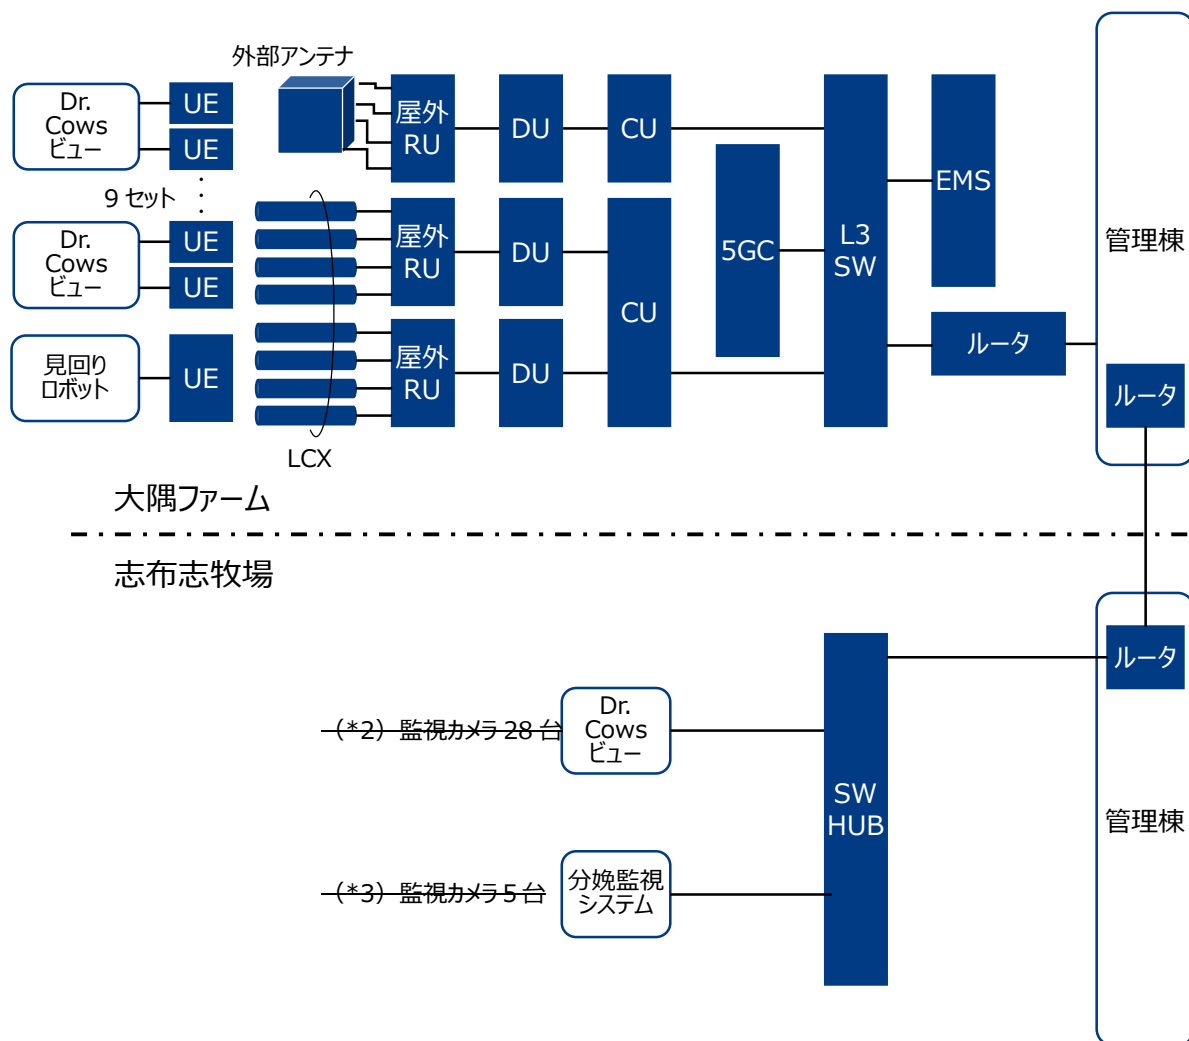 外部アンテナ
Dr.
Cows
ビュー
UE
UE
屋外
RU
DU
CU
EMS
9 セット
Dr.
Cows
ビュー
UE
UE
屋外
RU
DU
CU
5GC
L3
SW
管理棟
見回り
ロボット
UE
屋外
RU
DU
ルータ
ルータ
LCX
大隅ファーム
志布志牧場
ルータ
(*2) 監視カメラ 28 台
Dr.
Cows
ビュー
SW
HUB
管理棟
(*3) 監視カメラ 5 台
分娩監視
システム